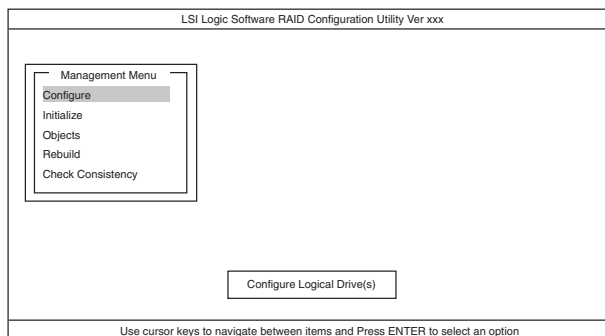 LSI Logic Software RAID Configuration Utility Ver xxx
Management Menu
Configure
Initialize
Objects
Rebuild
Check Consistency
Configure Logical Drive(s)
Use cursor keys to navigate between items and Press ENTER to select an option